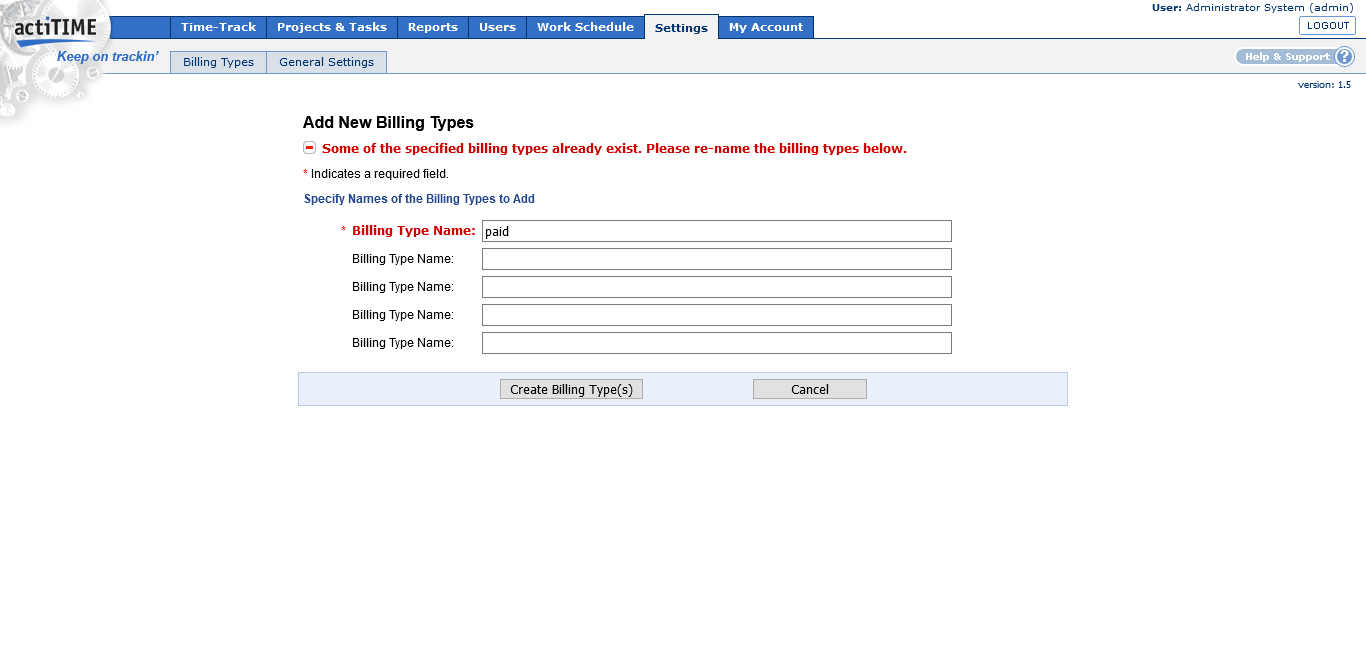 User: Administrator System (admin)
actiTIME
Time-Track Projects & Tasks Reports Users Work Schedule Settings My Account
LOGOUT
Keep on trackin'
Billing Types General Settings
Help & Support ?
version: 1.5
Add New Billing Types
Some of the specified billing types already exist. Please re-name the billing types below.
* Indicates a required field.
Specify Names of the Billing Types to Add
* Billing Type Name: paid
Billing Type Name:
Billing Type Name:
Billing Type Name:
Billing Type Name:
Create Billing Type(s) Cancel